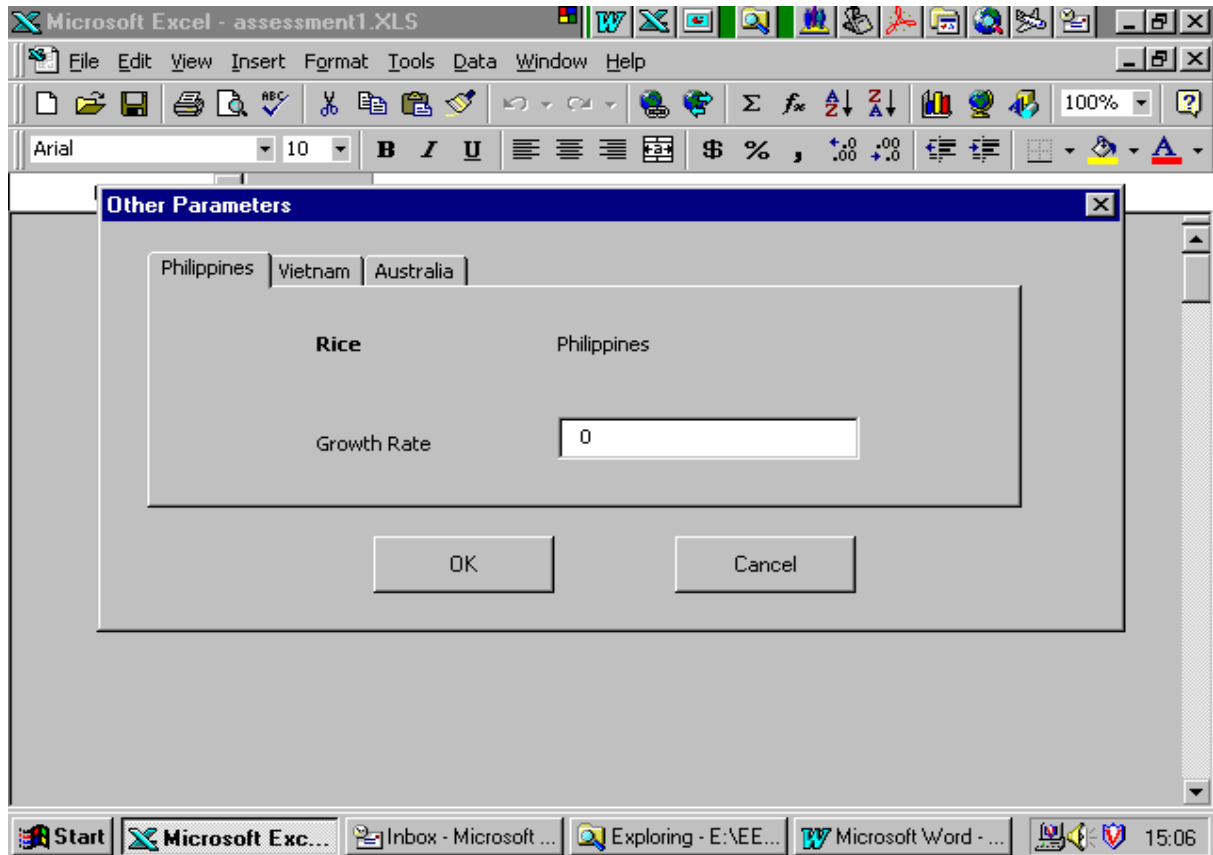 Microsoft Excel - assessment1.XLS
File Edit View Insert Format Tools Data Window Help
100%
Arial 10 B I U $ % ,
Other Parameters
Philippines Vietnam Australia
Rice Philippines
Growth Rate 0
OK Cancel
Start Microsoft Exc... Inbox - Microsoft ... Exploring - E:\EE... Microsoft Word - ... 15:06